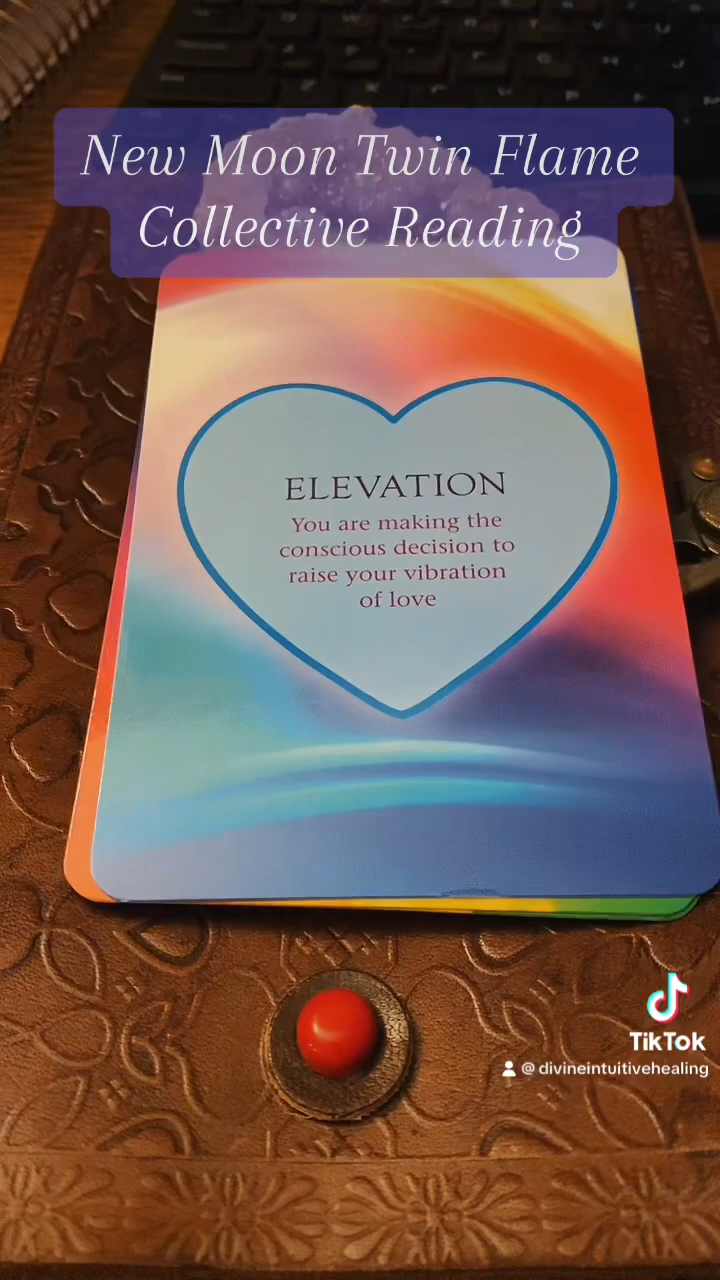 New Moon Twin Flame
Collective Reading
ELEVATION
You are making the
conscious decision to
raise your vibration
of love
TikTok
@ divineintuitivehealing